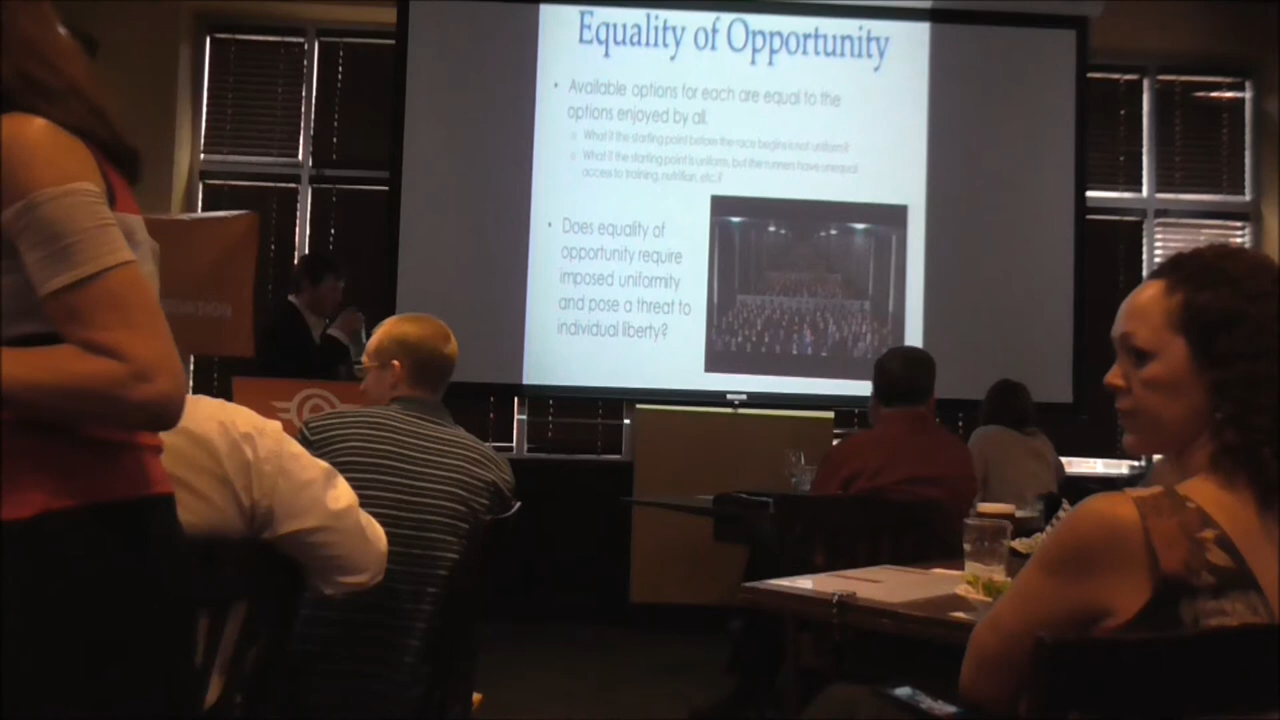 Equality of Opportunity
• Available options for each are equal to the
options enjoyed by all.
o What if the starting point before the race begins is not uniform?
o What if the starting point is uniform, but the runners have unequal
access to training, nutrition, etc.?
• Does equality of
opportunity require
imposed uniformity
and pose a threat to
individual liberty?